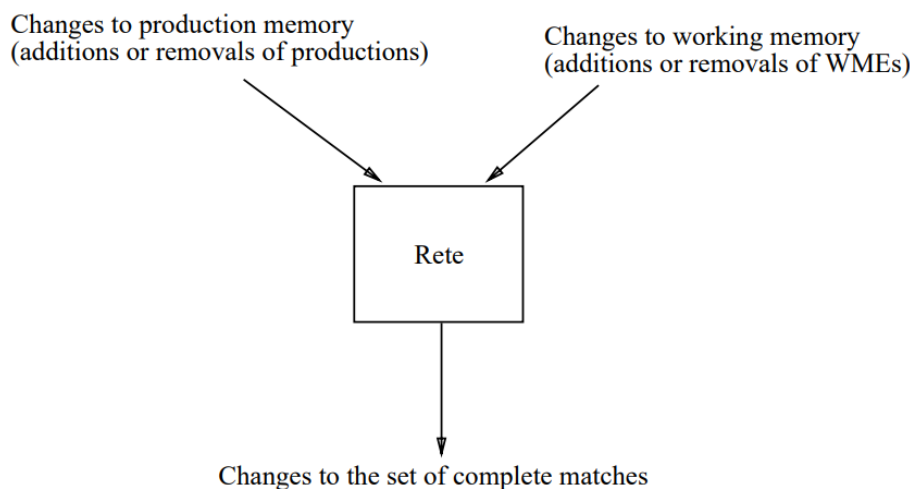 Changes to production memory
(additions or removals of productions)
Changes to working memory
(additions or removals of WMEs)
Rete
Changes to the set of complete matches